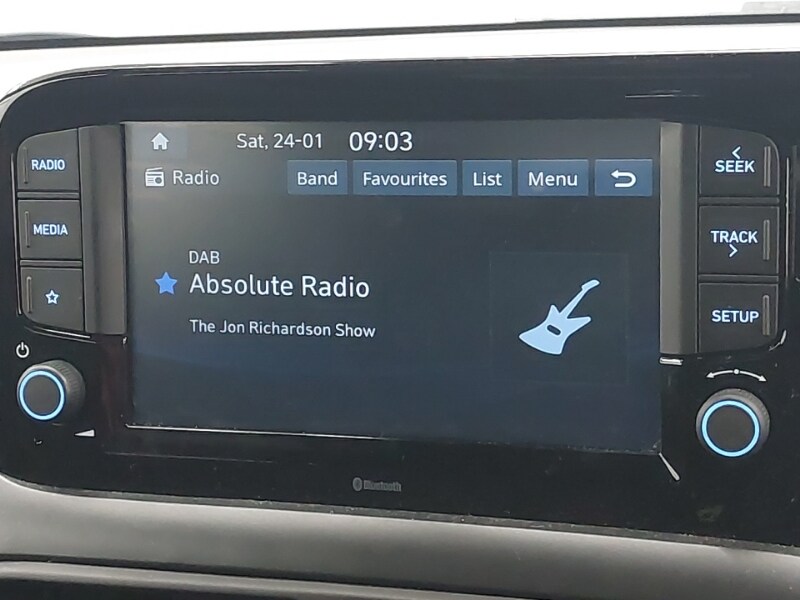 Sat, 24-01 09:03
RADIO
Radio Band Favourites List Menu
< SEEK
MEDIA
TRACK >
DAB
Absolute Radio
The Jon Richardson Show
SETUP
Bluetooth